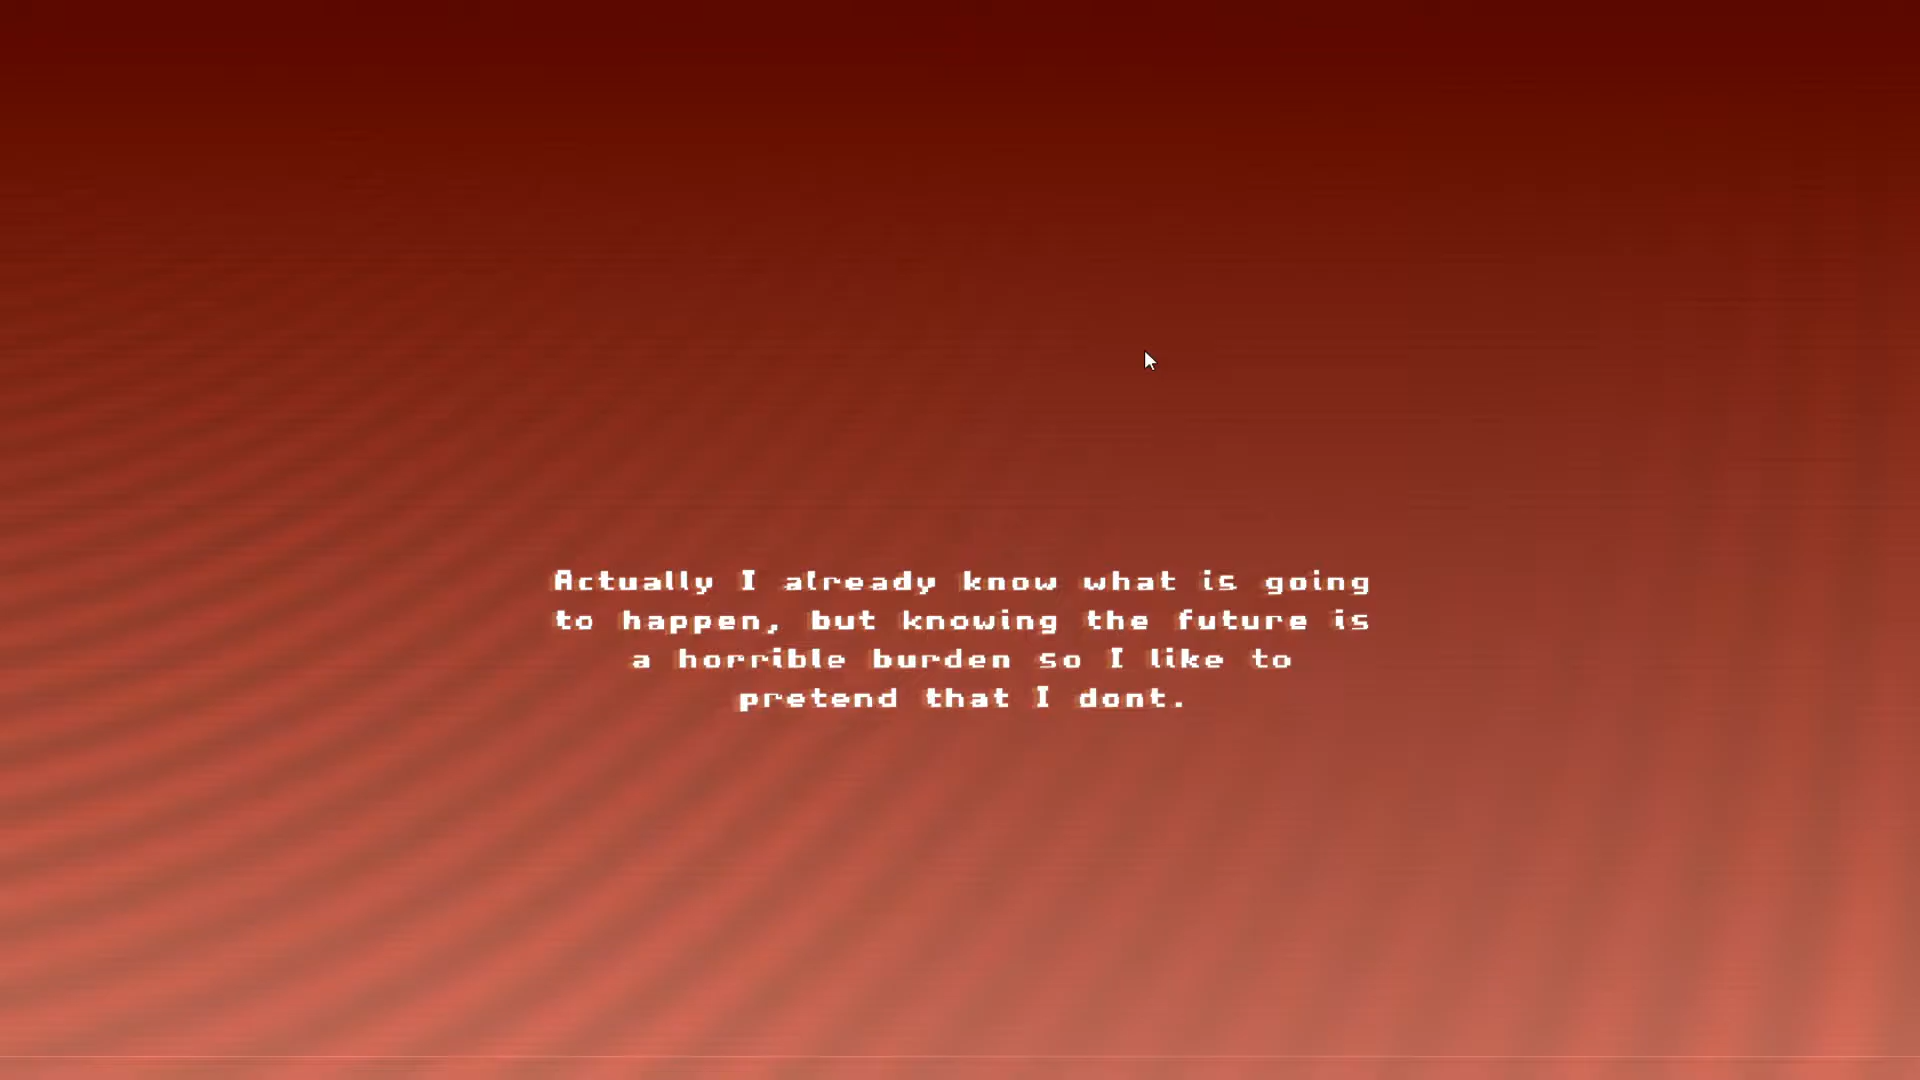 Actually I already know what is going
to happen, but knowing the future is
a horrible burden so I like to
pretend that I dont.